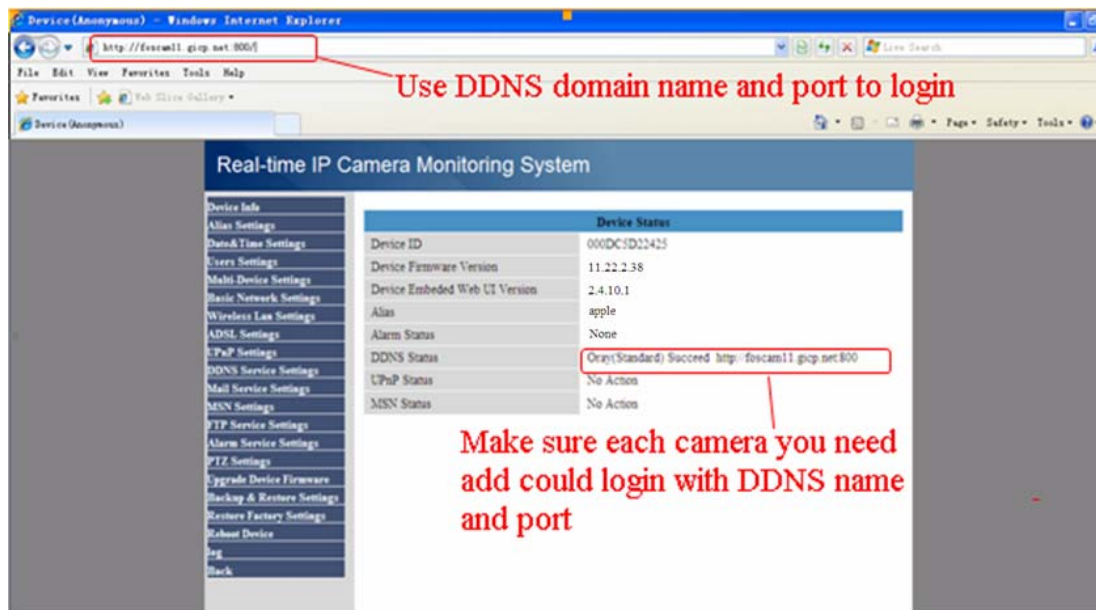 Device(Anonymous) - Windows Internet Explorer
http://foscam11.gicp.net:800/
Live Search
File Edit View Favorites Tools Help
Use DDNS domain name and port to login
Favorites Web Slice Gallery
Device(Anonymous)
Page Safety Tools
Real-time IP Camera Monitoring System
Device Info
Alias Settings
Date&Time Settings
Users Settings
Multi-Device Settings
Basic Network Settings
Wireless Lan Settings
ADSL Settings
UPnP Settings
DDNS Service Settings
Mail Service Settings
MSN Settings
FTP Service Settings
Alarm Service Settings
PTZ Settings
Upgrade Device Firmware
Backup & Restore Settings
Restore Factory Settings
Reboot Device
log
Back
Device Status
Device ID 000DC5D22425
Device Firmware Version 11.22.2.38
Device Embeded Web UI Version 2.4.10.1
Alias apple
Alarm Status None
DDNS Status Oray(Standard) Succeed http://foscam11.gicp.net:800
UPnP Status No Action
MSN Status No Action
Make sure each camera you need
add could login with DDNS name
and port